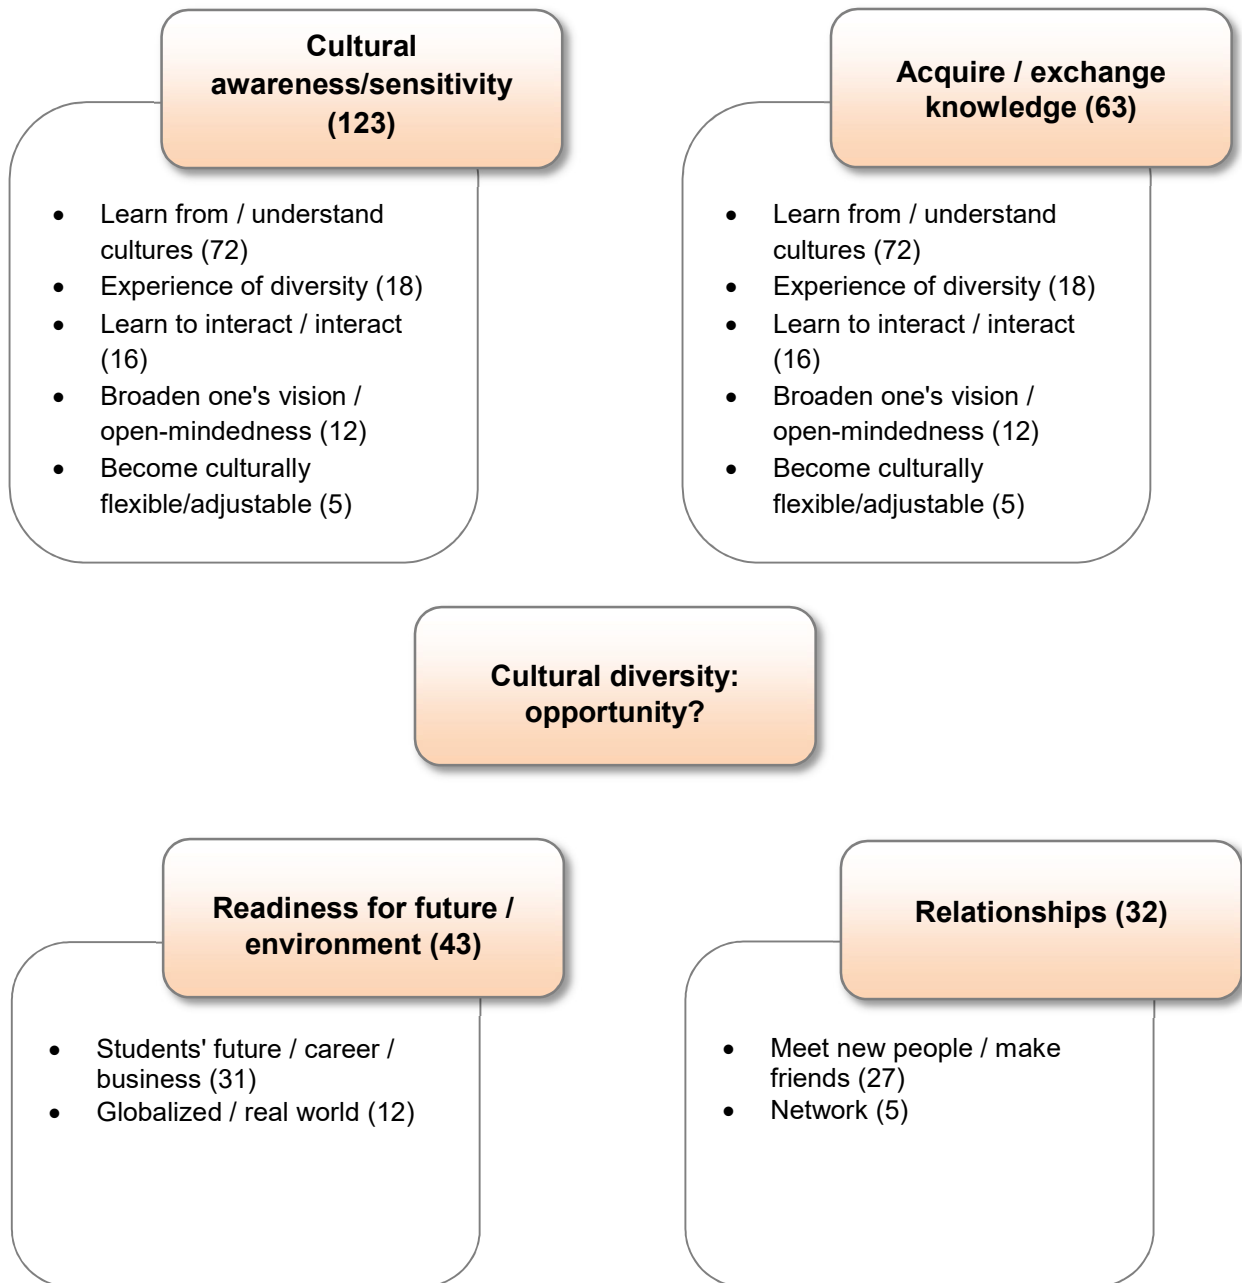 Cultural
awareness/sensitivity
(123)
• Learn from / understand
cultures (72)
• Experience of diversity (18)
• Learn to interact / interact
(16)
• Broaden one's vision /
open-mindedness (12)
• Become culturally
flexible/adjustable (5)
Acquire / exchange
knowledge (63)
• Learn from / understand
cultures (72)
• Experience of diversity (18)
• Learn to interact / interact
(16)
• Broaden one's vision /
open-mindedness (12)
• Become culturally
flexible/adjustable (5)
Cultural diversity:
opportunity?
Readiness for future /
environment (43)
• Students' future / career /
business (31)
• Globalized / real world (12)
Relationships (32)
• Meet new people / make
friends (27)
• Network (5)